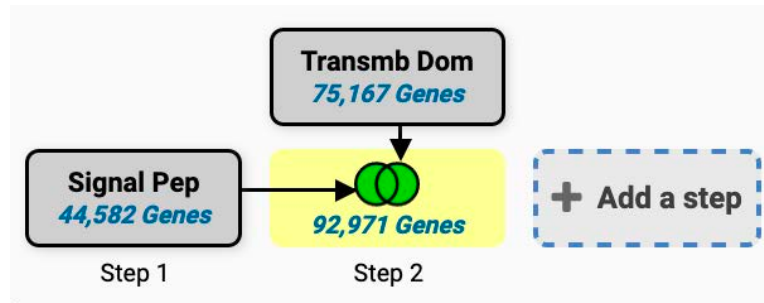 Transmb Dom
75,167 Genes
Signal Pep
44,582 Genes
92,971 Genes
+ Add a step
Step 1
Step 2